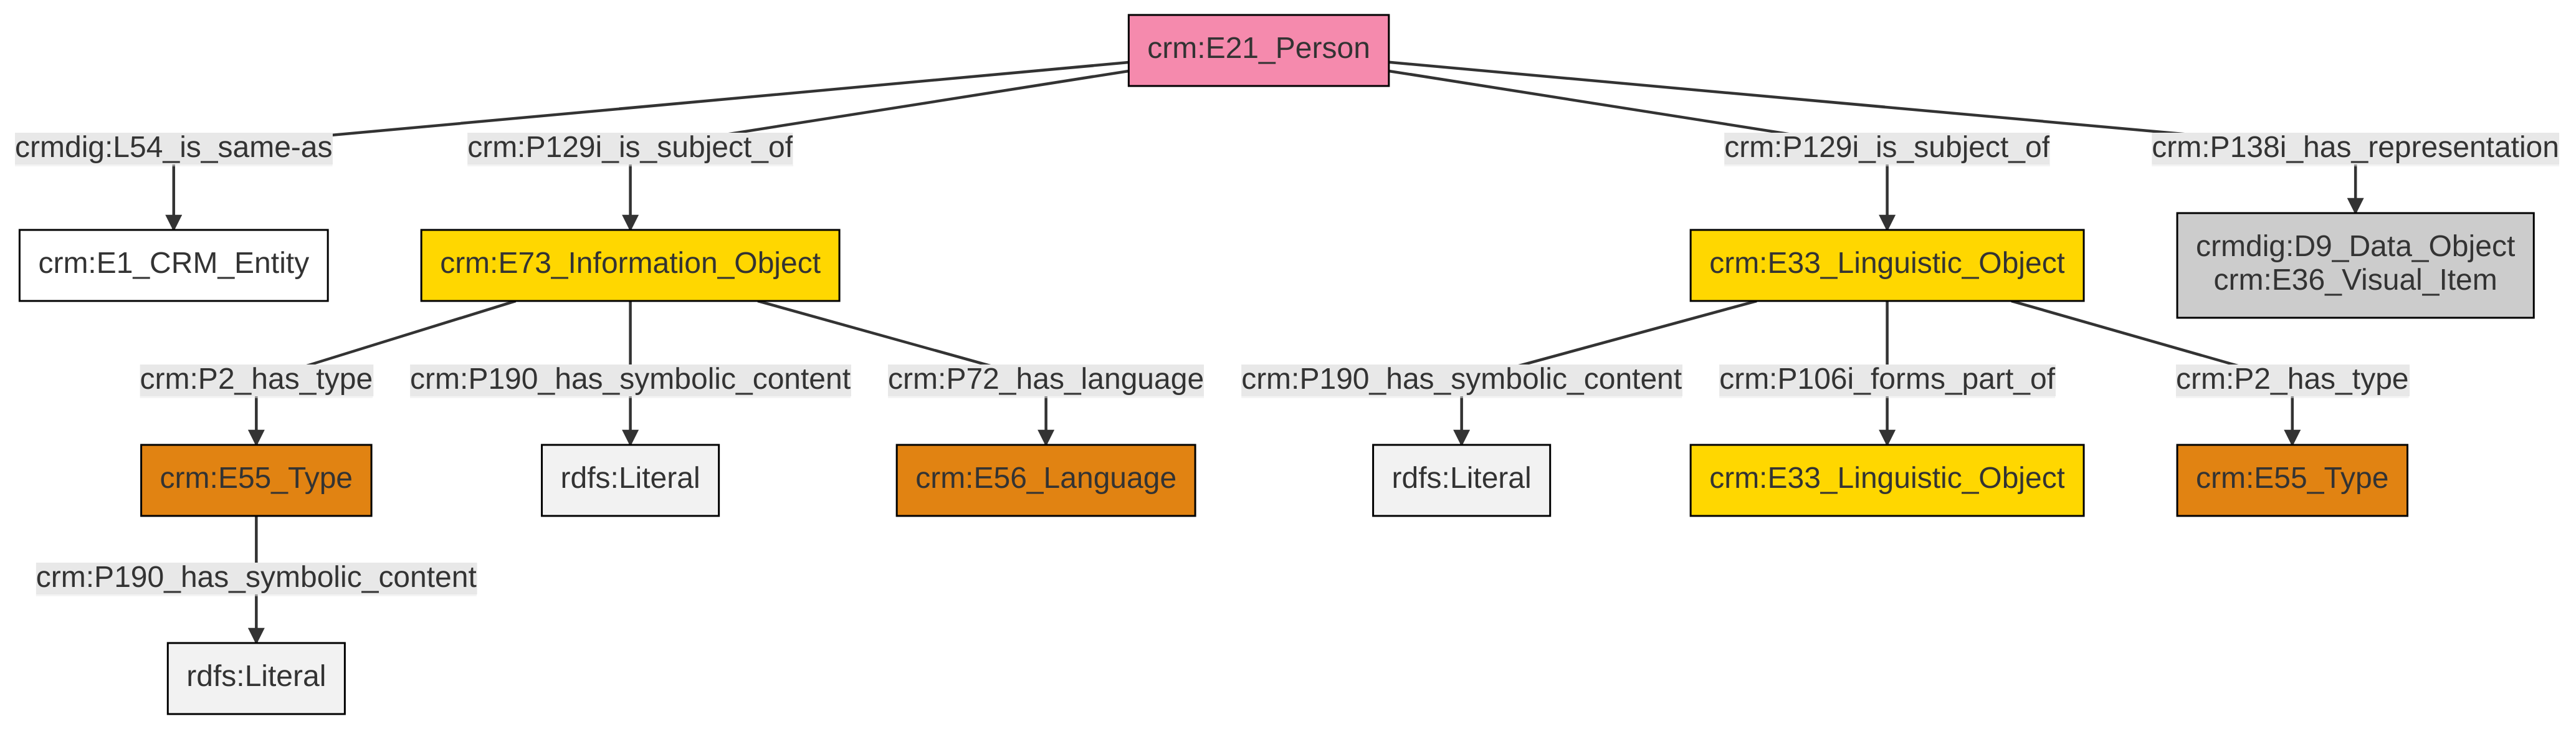 crm:E21_Person
crmdig:L54_is_same-as
crm:P129i_is_subject_of
crm:P129i_is_subject_of
crm:P138i_has_representation
crm:E1_CRM_Entity
crm:E73_Information_Object
crm:E33_Linguistic_Object
crmdig:D9_Data_Object
crm:E36_Visual_Item
crm:P2_has_type
crm:P190_has_symbolic_content
crm:P72_has_language
crm:P190_has_symbolic_content
crm:P106i_forms_part_of
crm:P2_has_type
crm:E55_Type
rdfs:Literal
crm:E56_Language
rdfs:Literal
crm:E33_Linguistic_Object
crm:E55_Type
crm:P190_has_symbolic_content
rdfs:Literal